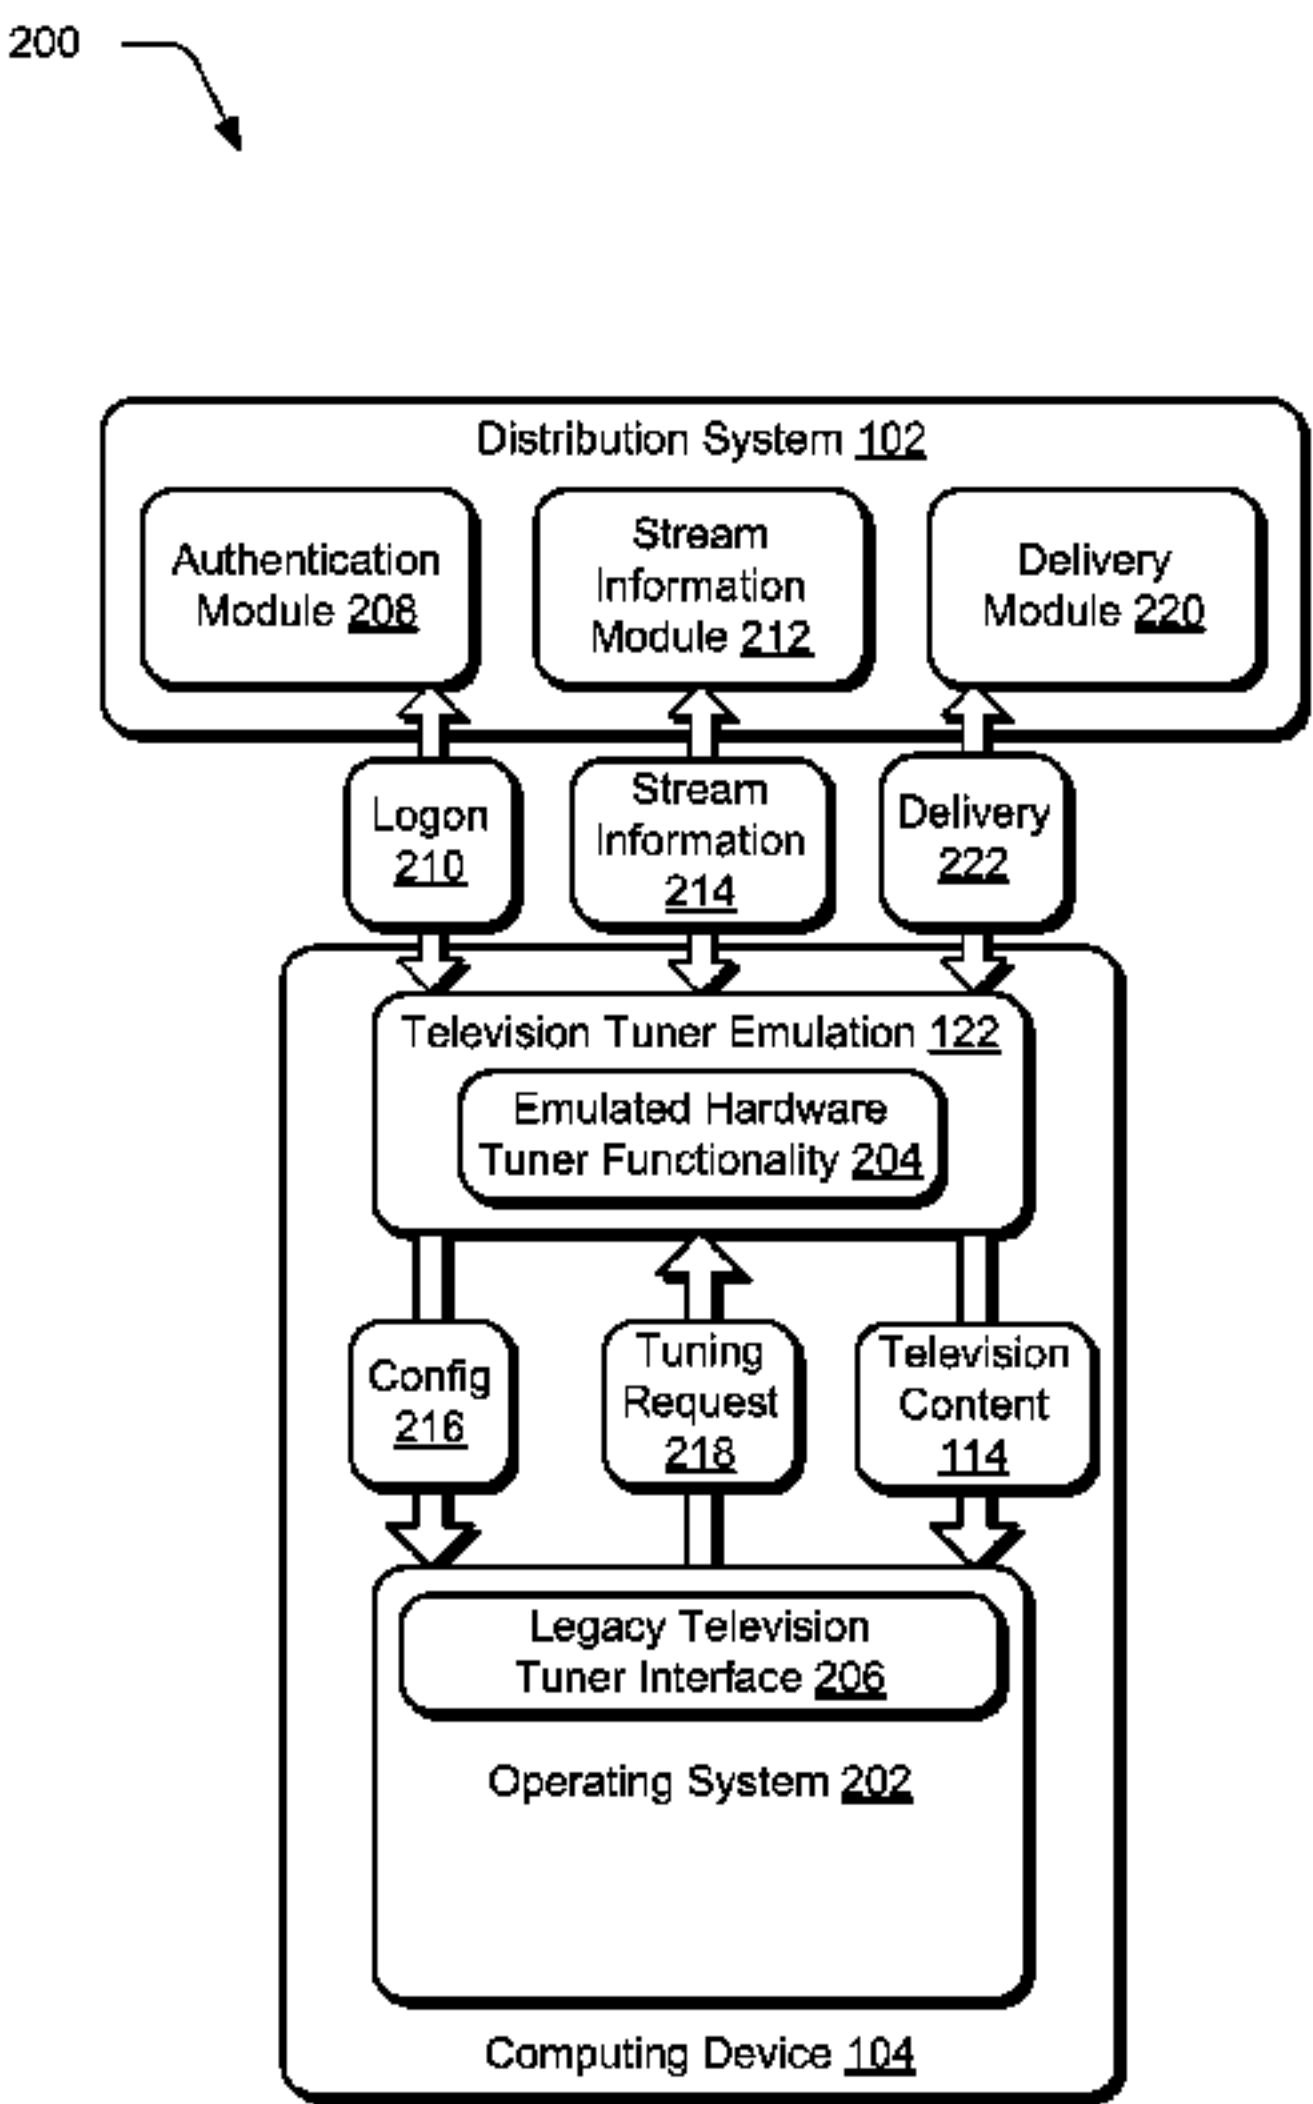 200
Distribution System 102
Authentication
Module 208
Stream
Information
Module 212
Delivery
Module 220
Logon
210
Stream
Information
214
Delivery
222
Television Tuner Emulation 122
Emulated Hardware
Tuner Functionality 204
Config
216
Tuning
Request
218
Television
Content
114
Legacy Television
Tuner Interface 206
Operating System 202
Computing Device 104